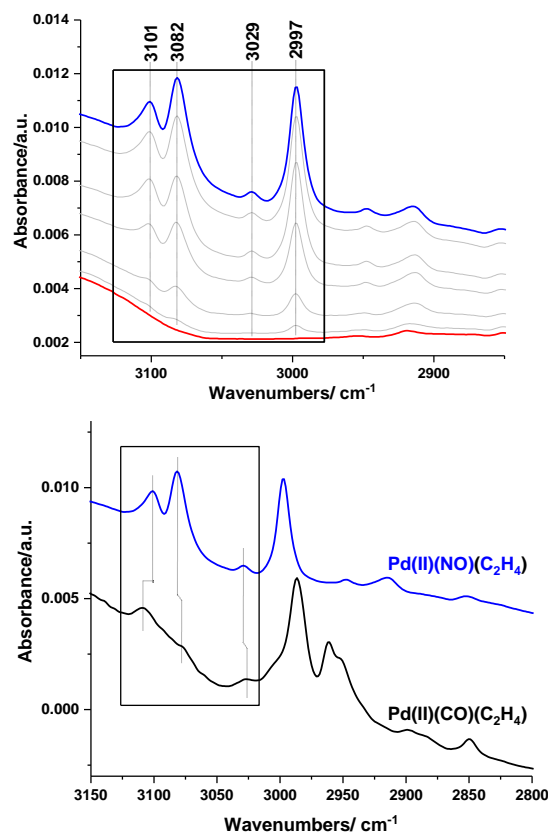 3101
3082
3029
2997
0.014
0.012
0.010
0.008
0.006
0.004
0.002
Absorbance/a.u.
3100 3000 2900
Wavenumbers/ cm-1
0.010
0.005
0.000
Absorbance/a.u.
Pd(II)(NO)(C2H4)
Pd(II)(CO)(C2H4)
3150 3100 3050 3000 2950 2900 2850 2800
Wavenumbers/ cm-1